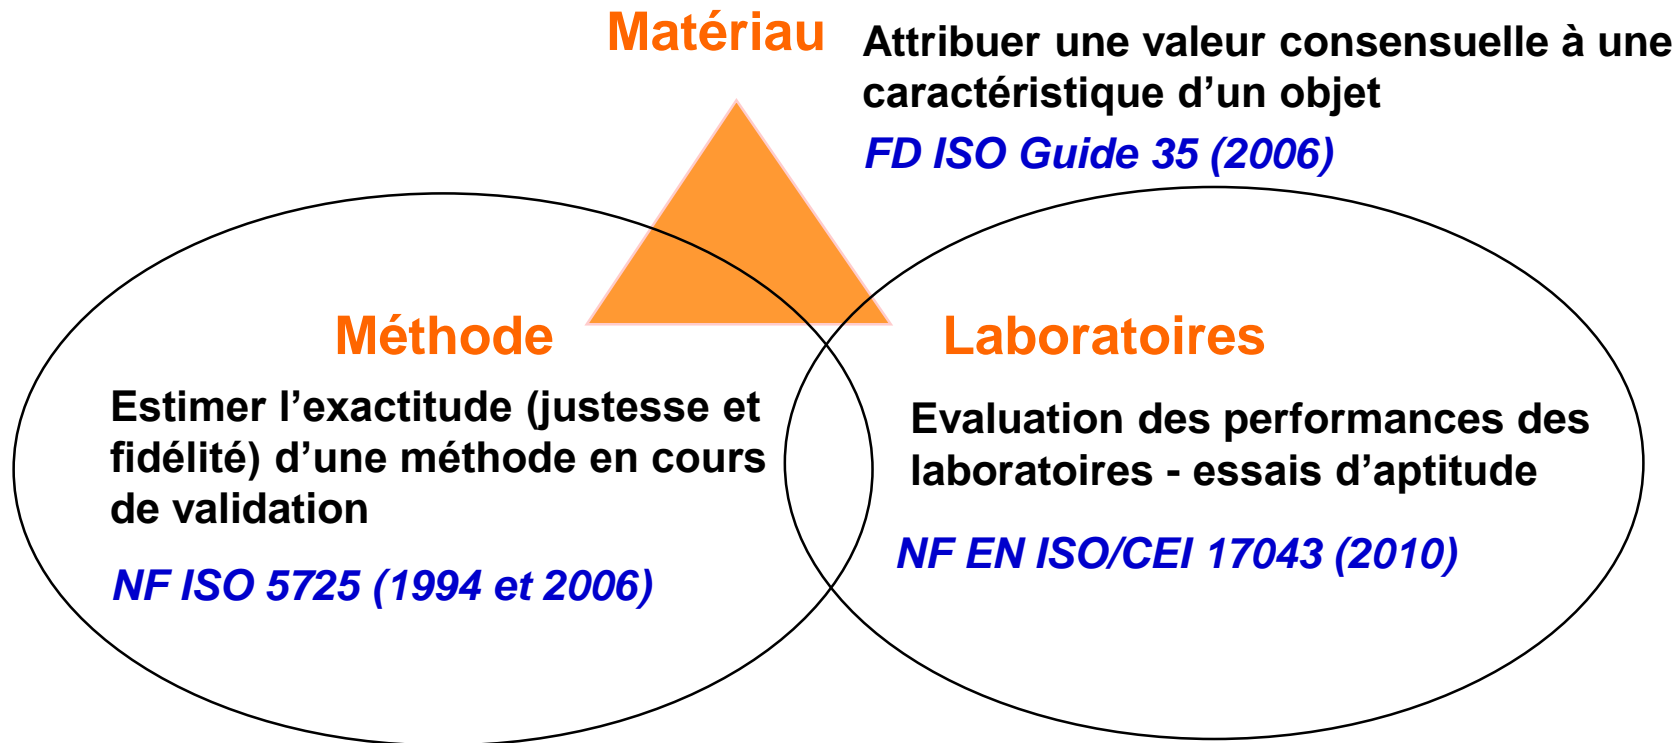 Matériau
Attribuer une valeur consensuelle à une
caractéristique d’un objet
FD ISO Guide 35 (2006)
Méthode
Estimer l’exactitude (justesse et
fidélité) d’une méthode en cours
de validation
NF ISO 5725 (1994 et 2006)
Laboratoires
Evaluation des performances des
laboratoires - essais d’aptitude
NF EN ISO/CEI 17043 (2010)